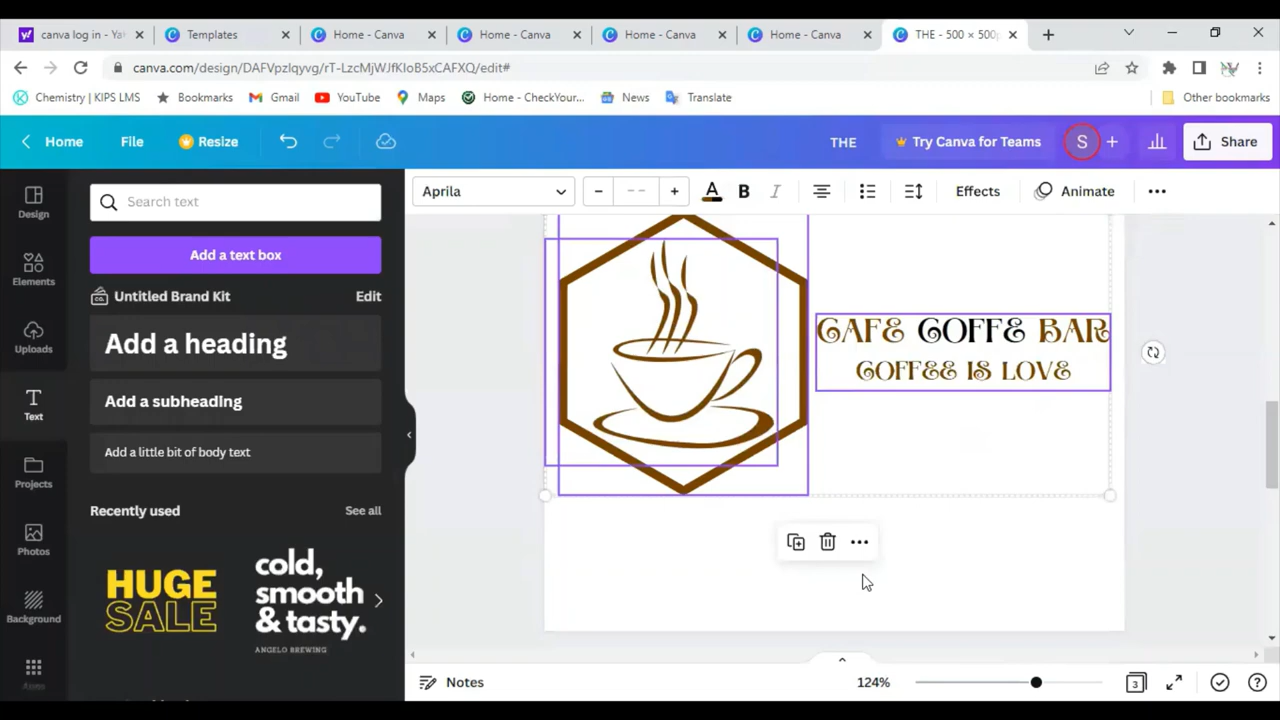 canva log in - Ya
Templates
Home - Canva
Home - Canva
Home - Canva
Home - Canva
THE - 500 × 500p
canva.com/design/DAFVpzlqyvg/rT-LzcMjWJfKIoB5xCAFXQ/edit#
Chemistry | KIPS LMS
Bookmarks
Gmail
YouTube
Maps
Home - CheckYour...
News
Translate
Other bookmarks
Home
File
Resize
THE
Try Canva for Teams
S
Share
Aprila
- -
A
B
I
Effects
Animate
Design
Elements
Uploads
Text
Projects
Photos
Background
Apps
Search text
Add a text box
Untitled Brand Kit
Edit
Add a heading
Add a subheading
Add a little bit of body text
Recently used
See all
HUGE
SALE
cold,
smooth
& tasty.
ANGELO BREWING
CAFE COFFE BAR
COFFEE IS LOVE
Notes
124%
3